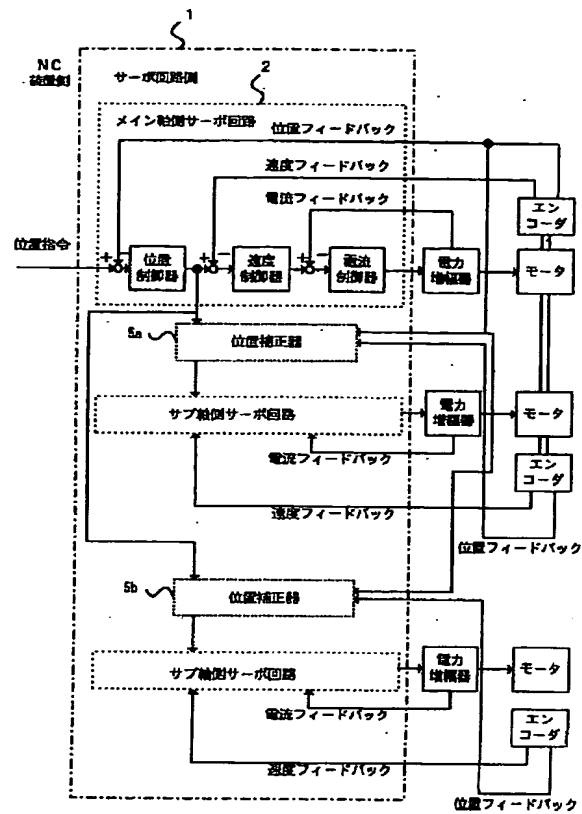 1
NC
装置側
サーボ回路側
2
メイン軸側サーボ回路
位置フィードバック
速度フィードバック
電流フィードバック
エン
コーダ
位置指令
+
−
位置
制御器
+
−
速度
制御器
+
−
電流
制御器
電力
増幅器
モータ
5a
位置補正器
サブ軸側サーボ回路
電力
増幅器
モータ
電流フィードバック
エン
コーダ
速度フィードバック
位置フィードバック
5b
位置補正器
サブ軸側サーボ回路
電力
増幅器
モータ
電流フィードバック
エン
コーダ
速度フィードバック
位置フィードバック